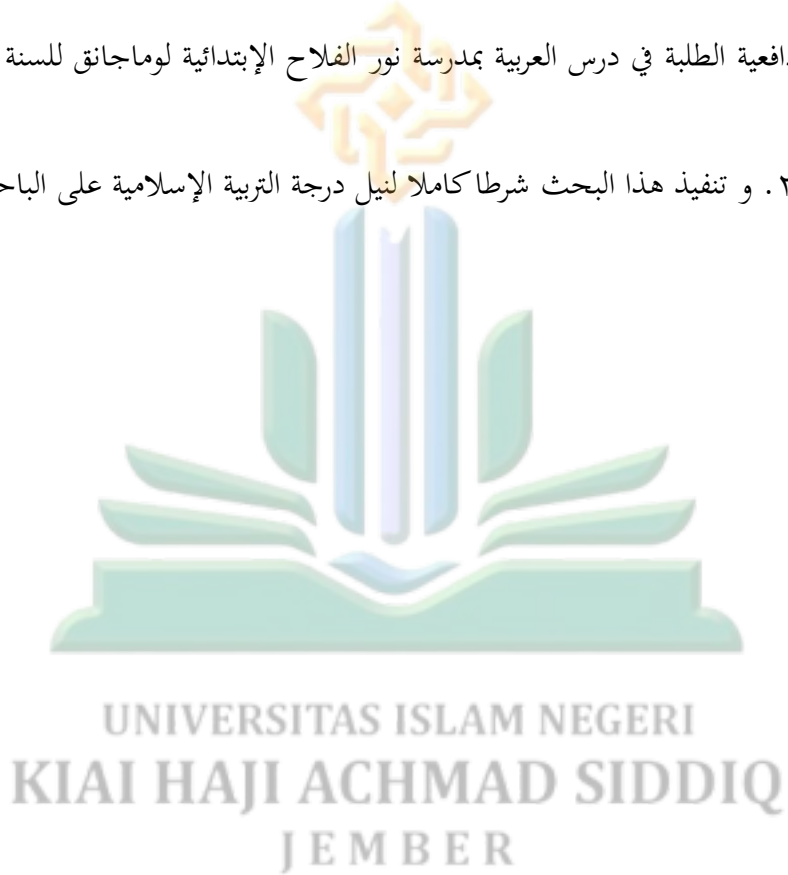 افعية الطلبة في درس العربية بمدرسة نور الفلاح الإبتدائية لوماجانق للسنة
٢. و تنفيذ هذا البحث شرطا كاملا لنيل درجة التربية الإسلامية على الباح
UNIVERSITAS ISLAM NEGERI
KIAI HAJI ACHMAD SIDDIQ
JEMBER